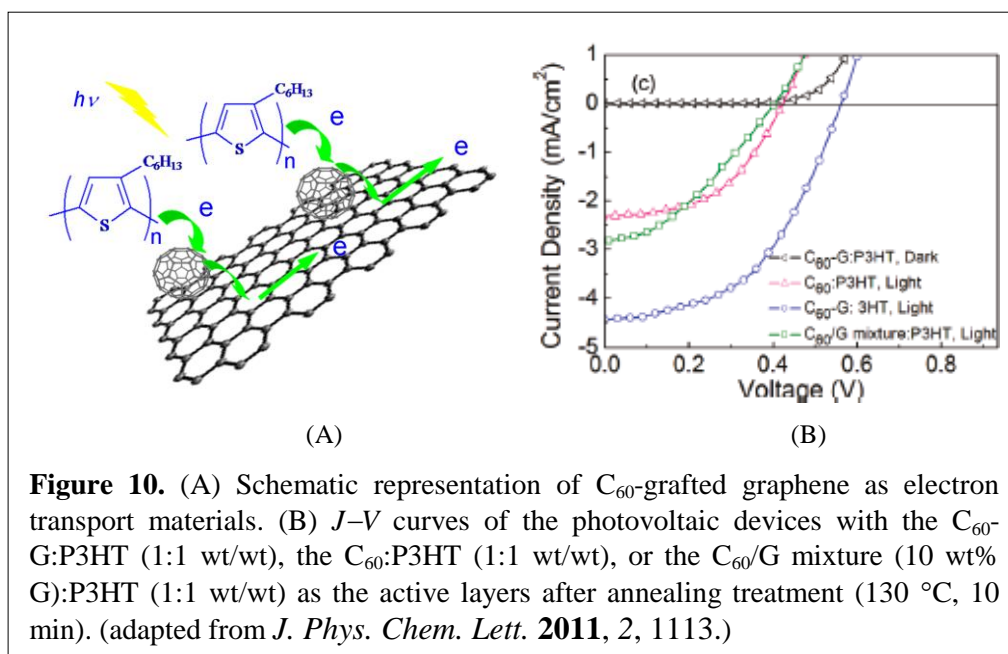 hν
C₆H₁₃
S
n
e
C₆H₁₃
S
n
e
e
e
(c)
1
0
-1
-2
-3
-4
-5
0.0 0.2 0.4 0.6 0.8
Current Density (mA/cm²)
Voltage (V)
C₆₀-G:P3HT, Dark
C₆₀:P3HT, Light
C₆₀-G: 3HT, Light
C₆₀/G mixture:P3HT, Light
(A) (B)
Figure 10. (A) Schematic representation of C₆₀-grafted graphene as electron
transport materials. (B) J–V curves of the photovoltaic devices with the C₆₀-
G:P3HT (1:1 wt/wt), the C₆₀:P3HT (1:1 wt/wt), or the C₆₀/G mixture (10 wt%
G):P3HT (1:1 wt/wt) as the active layers after annealing treatment (130 °C, 10
min). (adapted from J. Phys. Chem. Lett. 2011, 2, 1113.)